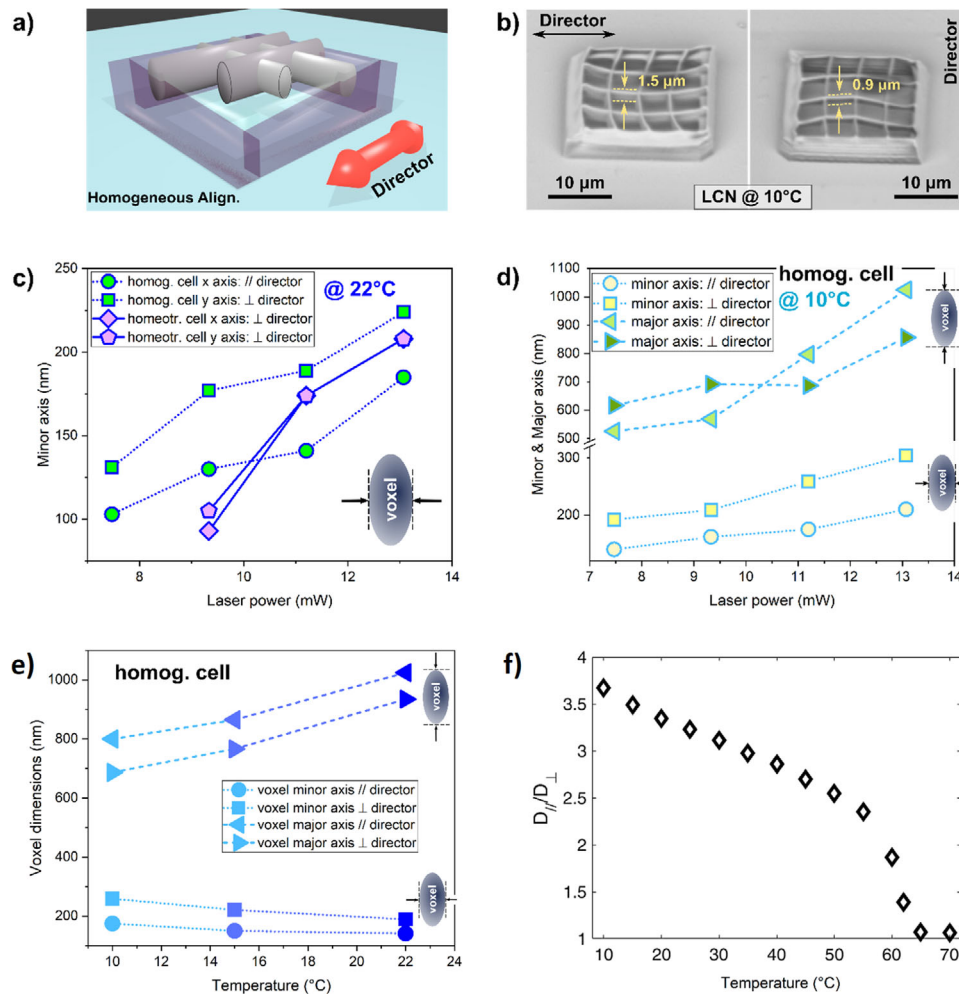 a)
Homogeneous Align.
Director
b)
Director
Director
1.5 µm
0.9 µm
10 µm
LCN @ 10°C
10 µm
c)
250
200
150
100
Minor axis (nm)
homog. cell x axis: // director
homog. cell y axis: ⊥ director
homeotr. cell x axis: ⊥ director
homeotr. cell y axis: ⊥ director
@ 22°C
voxel
8 10 12 14
Laser power (mW)
d)
1100
1000
900
800
700
600
500
300
200
Minor & Major axis (nm)
minor axis: // director
minor axis: ⊥ director
major axis: // director
major axis: ⊥ director
homog. cell
@ 10°C
voxel
voxel
7 8 9 10 11 12 13 14
Laser power (mW)
e)
homog. cell
1000
800
600
400
200
Voxel dimensions (nm)
voxel
voxel minor axis // director
voxel minor axis ⊥ director
voxel major axis // director
voxel major axis ⊥ director
voxel
10 12 14 16 18 20 22 24
Temperature (°C)
f)
4
3.5
3
2.5
2
1.5
1
D///D⊥
10 20 30 40 50 60 70
Temperature (°C)